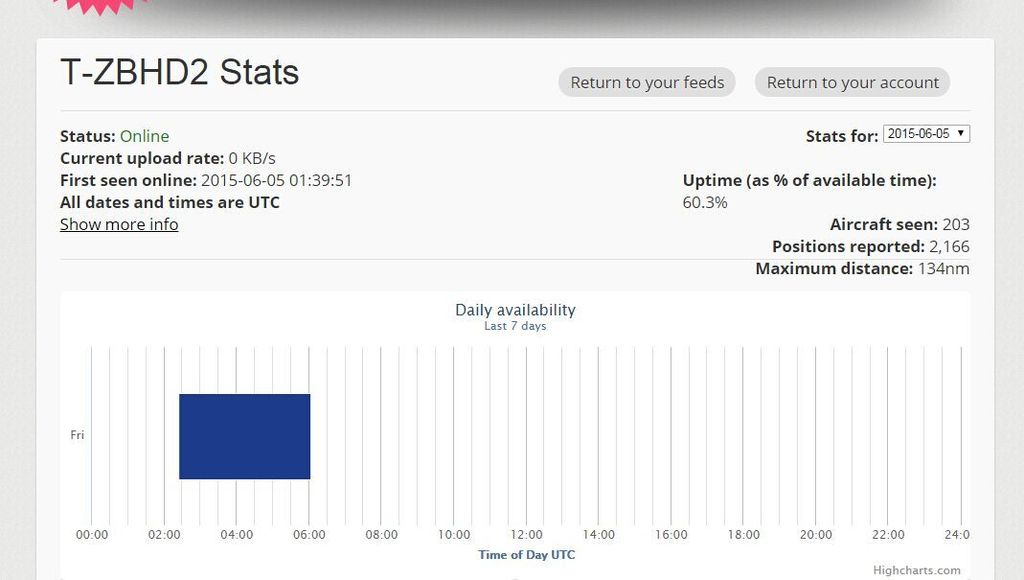 T-ZBHD2 Stats
Return to your feeds
Return to your account
Status: Online
Current upload rate: 0 KB/s
First seen online: 2015-06-05 01:39:51
All dates and times are UTC
Show more info
Stats for: 2015-06-05
Uptime (as % of available time):
60.3%
Aircraft seen: 203
Positions reported: 2,166
Maximum distance: 134nm
Daily availability
Last 7 days
Fri
00:00 02:00 04:00 06:00 08:00 10:00 12:00 14:00 16:00 18:00 20:00 22:00 24:0
Time of Day UTC
Highcharts.com